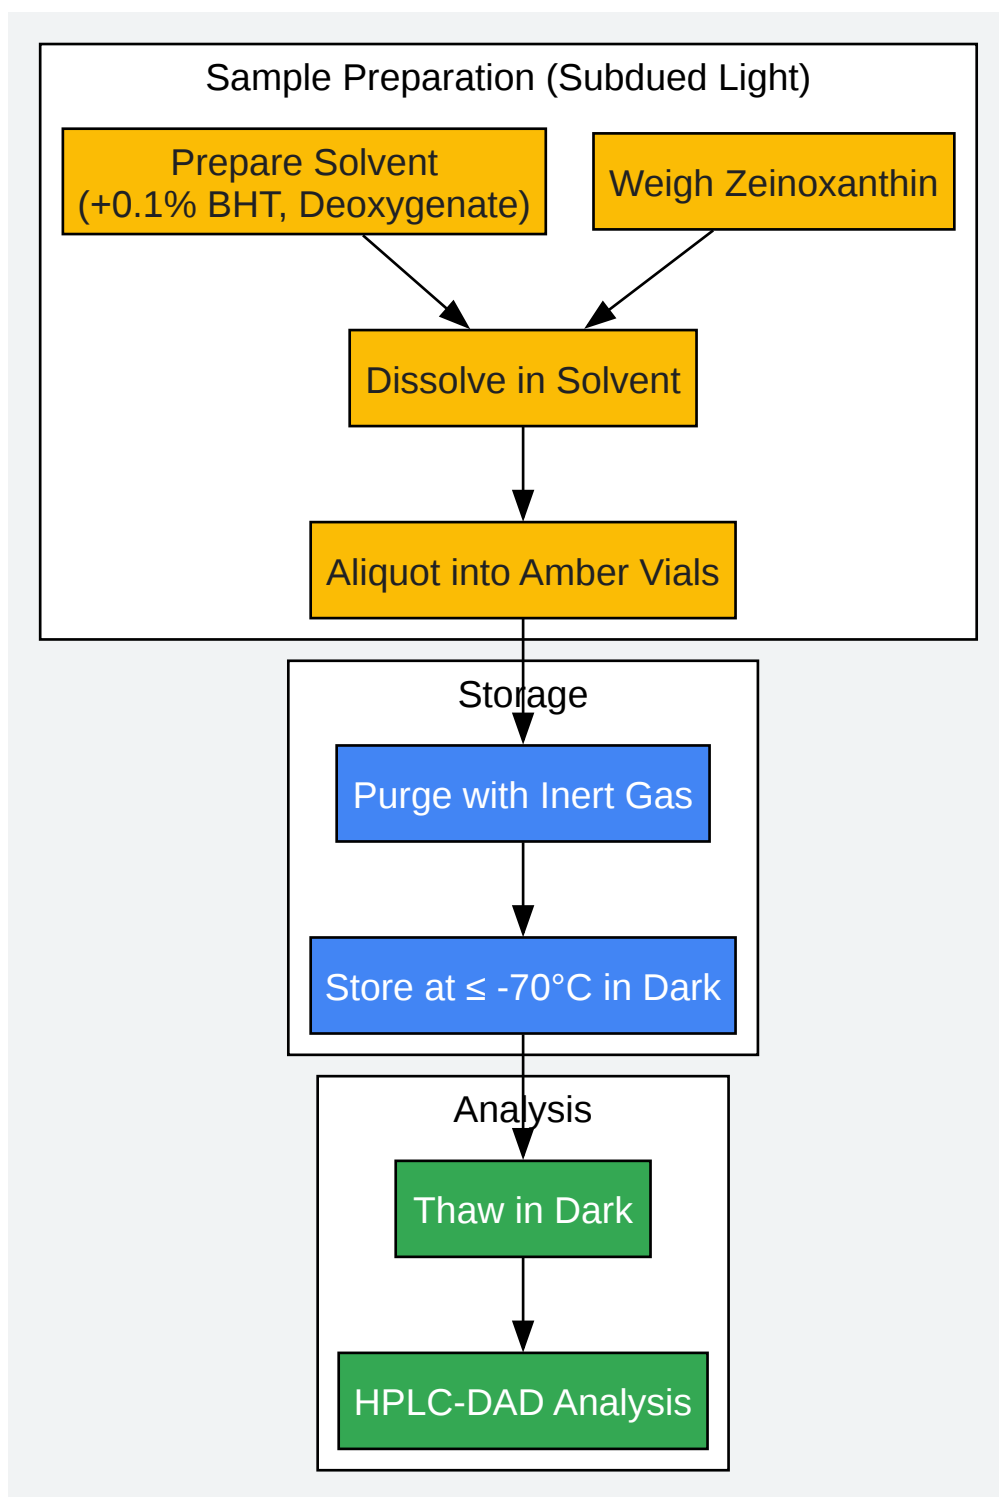 Sample Preparation (Subdued Light)
Prepare Solvent
(+0.1% BHT, Deoxygenate)
Weigh Zeinoxanthin
Dissolve in Solvent
Aliquot into Amber Vials
Storage
Purge with Inert Gas
Store at ≤ -70°C in Dark
Analysis
Thaw in Dark
HPLC-DAD Analysis